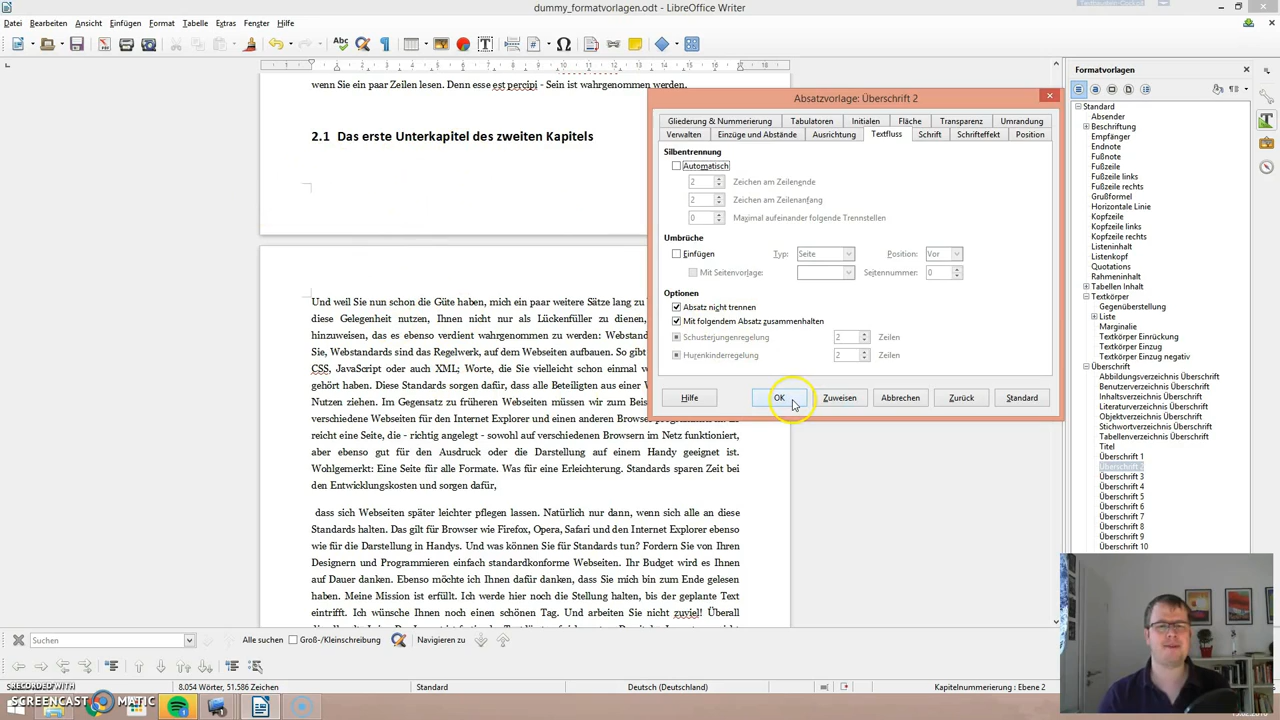 dummy_formatvorlagen.odt - LibreOffice Writer
Datei Bearbeiten Ansicht Einfügen Format Tabelle Extras Fenster Hilfe
wenn Sie ein paar Zeilen lesen. Denn esse est percipi - Sein ist wahrgenommen werden.
2.1 Das erste Unterkapitel des zweiten Kapitels
Und weil Sie nun schon die Güte haben, mich ein paar weitere Sätze lang zu
diese Gelegenheit nutzen, Ihnen nicht nur als Lückenfüller zu dienen,
hinzuweisen, das es ebenso verdient wahrgenommen zu werden: Webstand
Sie, Webstandards sind das Regelwerk, auf dem Webseiten aufbauen. So gibt
CSS, JavaScript oder auch XML; Worte, die Sie vielleicht schon einmal
gehört haben. Diese Standards sorgen dafür, dass alle Beteiligten aus einer
Nutzen ziehen. Im Gegensatz zu früheren Webseiten müssen wir zum Beis
verschiedene Webseiten für den Internet Explorer und einen anderen Browser
reicht eine Seite, die - richtig angelegt - sowohl auf verschiedenen Browsern im Netz funktioniert,
aber ebenso gut für den Ausdruck oder die Darstellung auf einem Handy geeignet ist.
Wohlgemerkt: Eine Seite für alle Formate. Was für eine Erleichterung. Standards sparen Zeit bei
den Entwicklungskosten und sorgen dafür,
dass sich Webseiten später leichter pflegen lassen. Natürlich nur dann, wenn sich alle an diese
Standards halten. Das gilt für Browser wie Firefox, Opera, Safari und den Internet Explorer ebenso
wie für die Darstellung in Handys. Und was können Sie für Standards tun? Fordern Sie von Ihren
Designern und Programmieren einfach standardkonforme Webseiten. Ihr Budget wird es Ihnen
auf Dauer danken. Ebenso möchte ich Ihnen dafür danken, dass Sie mich bin zum Ende gelesen
haben. Meine Mission ist erfüllt. Ich werde hier noch die Stellung halten, bis der geplante Text
eintrifft. Ich wünsche Ihnen noch einen schönen Tag. Und arbeiten Sie nicht zuviel! Überall
Absatzvorlage: Überschrift 2
Gliederung & Nummerierung Tabulatoren Initialen Fläche Transparenz Umrandung
Verwalten Einzüge und Abstände Ausrichtung Textfluss Schrift Schrifteffekt Position
Silbentrennung
Automatisch
2 Zeichen am Zeilenende
2 Zeichen am Zeilenanfang
0 Maximal aufeinander folgende Trennstellen
Umbrüche
Einfügen Typ: Seite Position: Vor
Mit Seitenvorlage: Seitennummer: 0
Optionen
Absatz nicht trennen
Mit folgendem Absatz zusammenhalten
Schusterjungenregelung 2 Zeilen
Hurenkinderregelung 2 Zeilen
Hilfe OK Zuweisen Abbrechen Zurück Standard
Formatvorlagen
Standard
Absender
Beschriftung
Empfänger
Endnote
Fußnote
Fußzeile
Fußzeile links
Fußzeile rechts
Grußformel
Horizontale Linie
Kopfzeile
Kopfzeile links
Kopfzeile rechts
Listeninhalt
Listenkopf
Quotations
Rahmeninhalt
Tabellen Inhalt
Textkörper
Gegenüberstellung
Liste
Marginalie
Textkörper Einrückung
Textkörper Einzug
Textkörper Einzug negativ
Überschrift
Abbildungsverzeichnis Überschrift
Benutzerverzeichnis Überschrift
Inhaltsverzeichnis Überschrift
Literaturverzeichnis Überschrift
Objektverzeichnis Überschrift
Stichwortverzeichnis Überschrift
Tabellenverzeichnis Überschrift
Titel
Überschrift 1
Überschrift 2
Überschrift 3
Überschrift 4
Überschrift 5
Überschrift 6
Überschrift 7
Überschrift 8
Überschrift 9
Überschrift 10
Suchen Alle suchen Groß-/Kleinschreibung Navigieren zu
8.054 Wörter, 51.586 Zeichen Standard Deutsch (Deutschland) Kapitelnummerierung : Ebene 2
RECORDED WITH
SCREENCAST MATIC